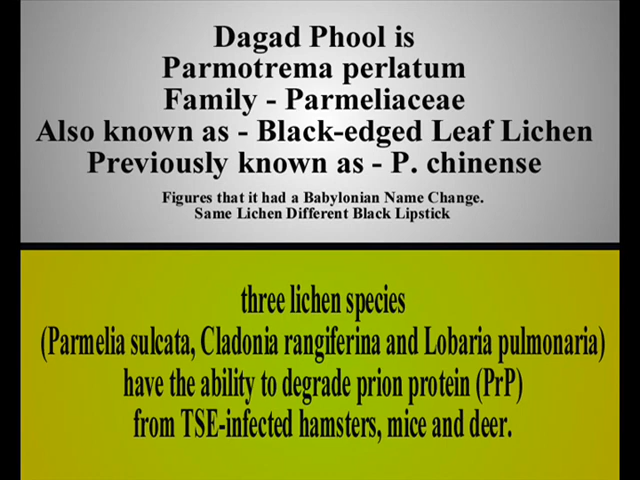 Dagad Phool is
Parmotrema perlatum
Family - Parmeliaceae
Also known as - Black-edged Leaf Lichen
Previously known as - P. chinense
Figures that it had a Babylonian Name Change.
Same Lichen Different Black Lipstick
three lichen species
(Parmelia sulcata, Cladonia rangiferina and Lobaria pulmonaria)
have the ability to degrade prion protein (PrP)
from TSE-infected hamsters, mice and deer.